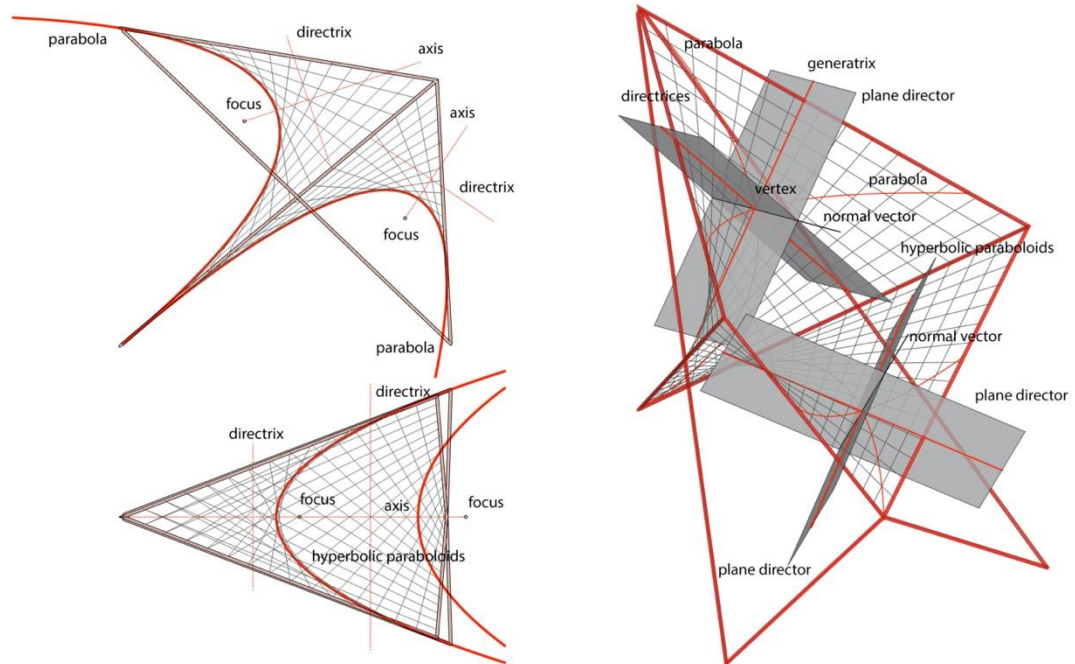 parabola
directrix
axis
focus
axis
directrix
focus
parabola
directrix
directrix
focus
axis
focus
hyperbolic paraboloids
parabola
generatrix
directrices
plane director
parabola
vertex
normal vector
hyperbolic paraboloids
normal vector
plane director
plane director